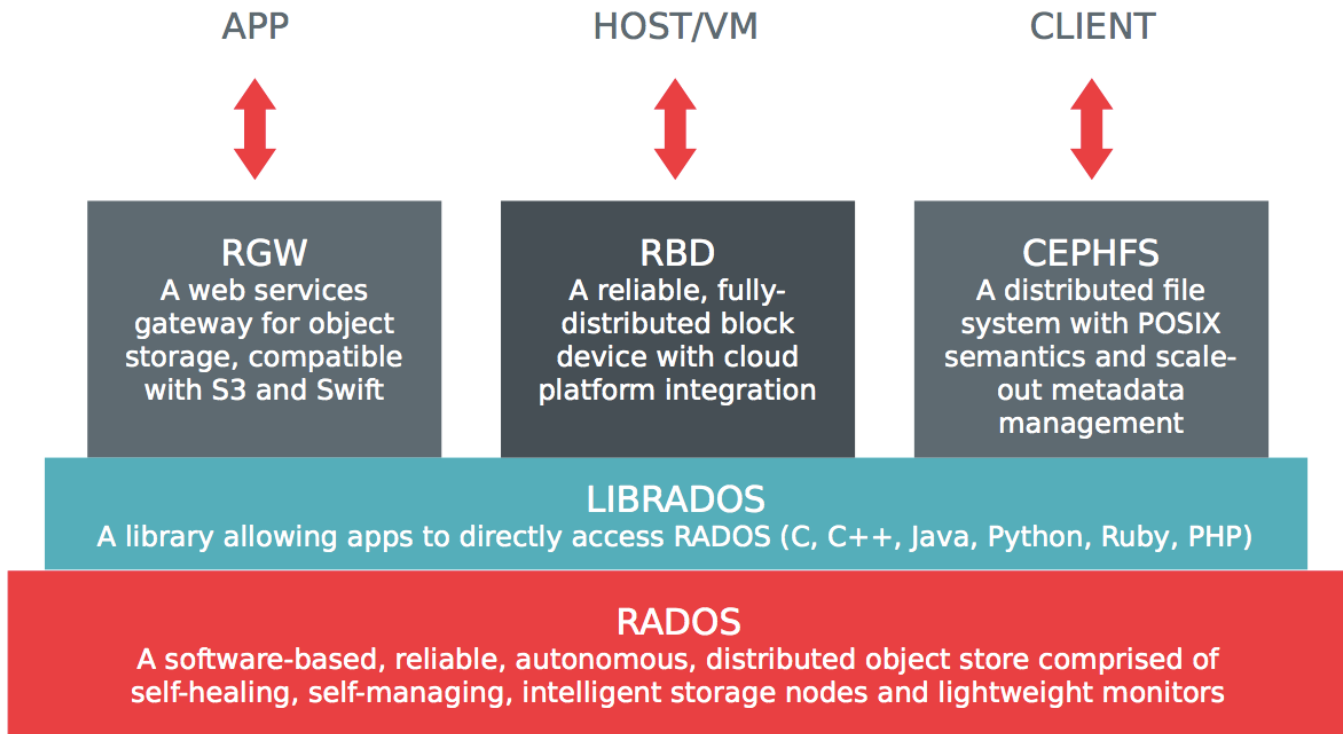 APP
HOST/VM
CLIENT
RGW
A web services
gateway for object
storage, compatible
with S3 and Swift
RBD
A reliable, fully-
distributed block
device with cloud
platform integration
CEPHFS
A distributed file
system with POSIX
semantics and scale-
out metadata
management
LIBRADOS
A library allowing apps to directly access RADOS (C, C++, Java, Python, Ruby, PHP)
RADOS
A software-based, reliable, autonomous, distributed object store comprised of
self-healing, self-managing, intelligent storage nodes and lightweight monitors